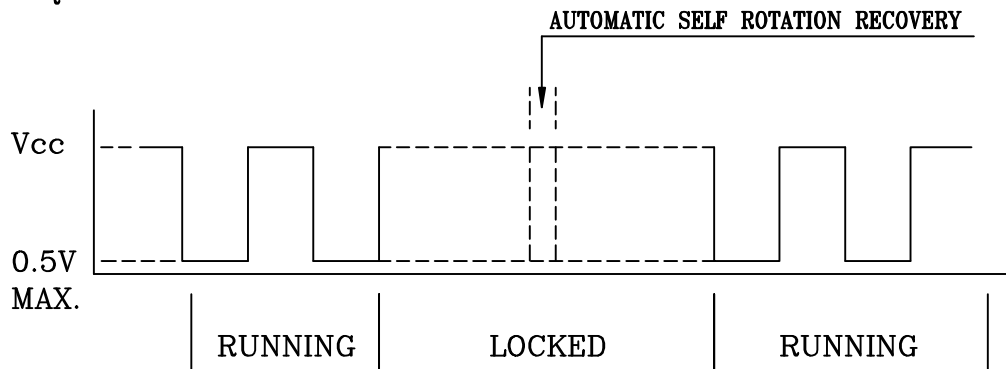 AUTOMATIC SELF ROTATION RECOVERY
Vcc
0.5V
MAX.
RUNNING
LOCKED
RUNNING